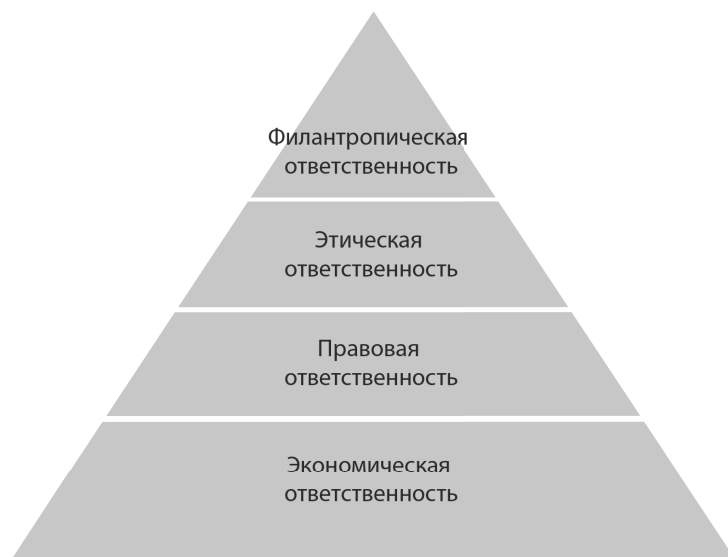 Филантропическая
ответственность
Этическая
ответственность
Правовая
ответственность
Экономическая
ответственность